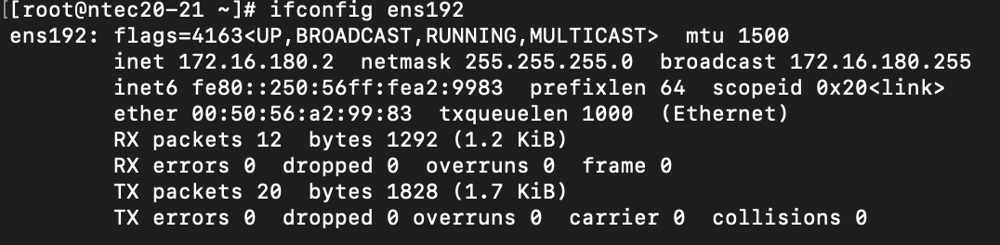 [[root@ntec20-21 ~]# ifconfig ens192
ens192: flags=4163<UP,BROADCAST,RUNNING,MULTICAST>  mtu 1500
        inet 172.16.180.2  netmask 255.255.255.0  broadcast 172.16.180.255
        inet6 fe80::250:56ff:fea2:9983  prefixlen 64  scopeid 0x20<link>
        ether 00:50:56:a2:99:83  txqueuelen 1000  (Ethernet)
        RX packets 12  bytes 1292 (1.2 KiB)
        RX errors 0  dropped 0  overruns 0  frame 0
        TX packets 20  bytes 1828 (1.7 KiB)
        TX errors 0  dropped 0 overruns 0  carrier 0  collisions 0